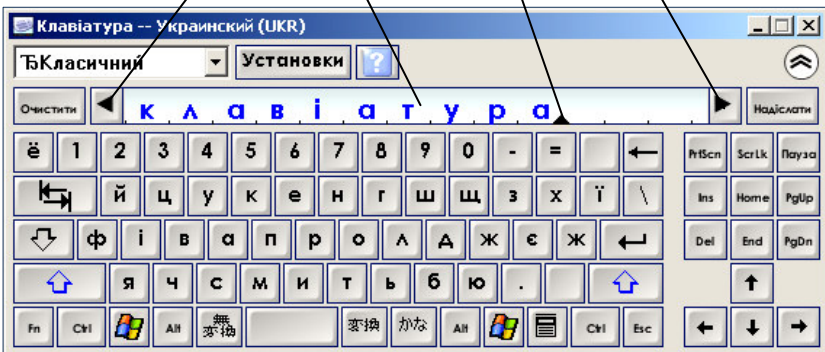 Клавіатура -- Украинский (UKR)
ЂКласичний Установки ?
Очистити клавіатура Надіслати
ё 1 2 3 4 5 6 7 8 9 0 - = PrtScn ScrLk Пауза
й ц у к е н г ш щ з х ї \ Ins Home PgUp
ф і в а п р о л д ж є ж Del End PgDn
я ч с м и т ь б ю .
Fn Ctrl Alt 無変換 変換 かな Alt Ctrl Esc